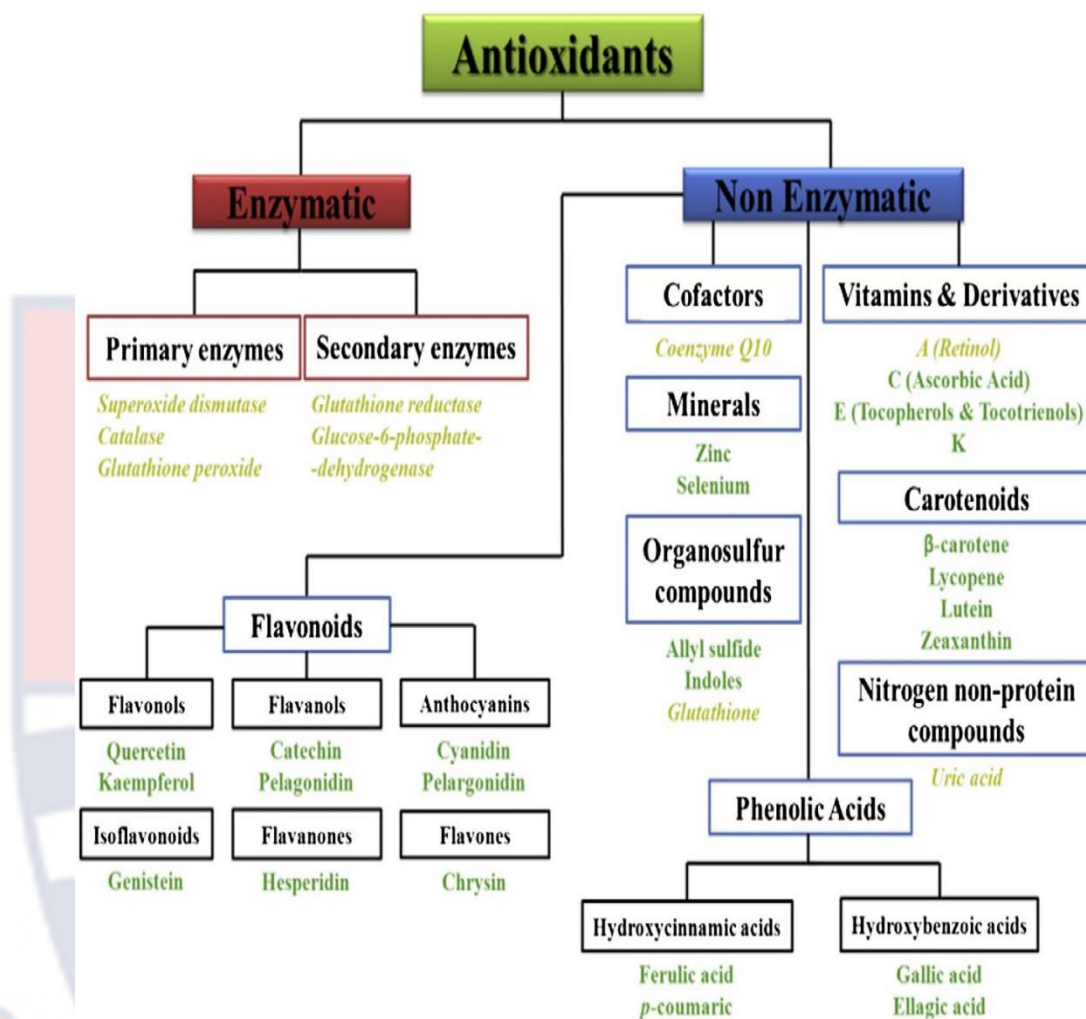 Antioxidants
Enzymatic
Non Enzymatic
Primary enzymes
Superoxide dismutase
Catalase
Glutathione peroxide
Secondary enzymes
Glutathione reductase
Glucose-6-phosphate-
-dehydrogenase
Cofactors
Coenzyme Q10
Minerals
Zinc
Selenium
Organosulfur
compounds
Allyl sulfide
Indoles
Glutathione
Vitamins & Derivatives
A (Retinol)
C (Ascorbic Acid)
E (Tocopherols & Tocotrienols)
K
Carotenoids
β-carotene
Lycopene
Lutein
Zeaxanthin
Nitrogen non-protein
compounds
Uric acid
Flavonoids
Flavonols
Quercetin
Kaempferol
Flavanols
Catechin
Pelagonidin
Anthocyanins
Cyanidin
Pelargonidin
Isoflavonoids
Genistein
Flavanones
Hesperidin
Flavones
Chrysin
Phenolic Acids
Hydroxycinnamic acids
Ferulic acid
p-coumaric
Hydroxybenzoic acids
Gallic acid
Ellagic acid